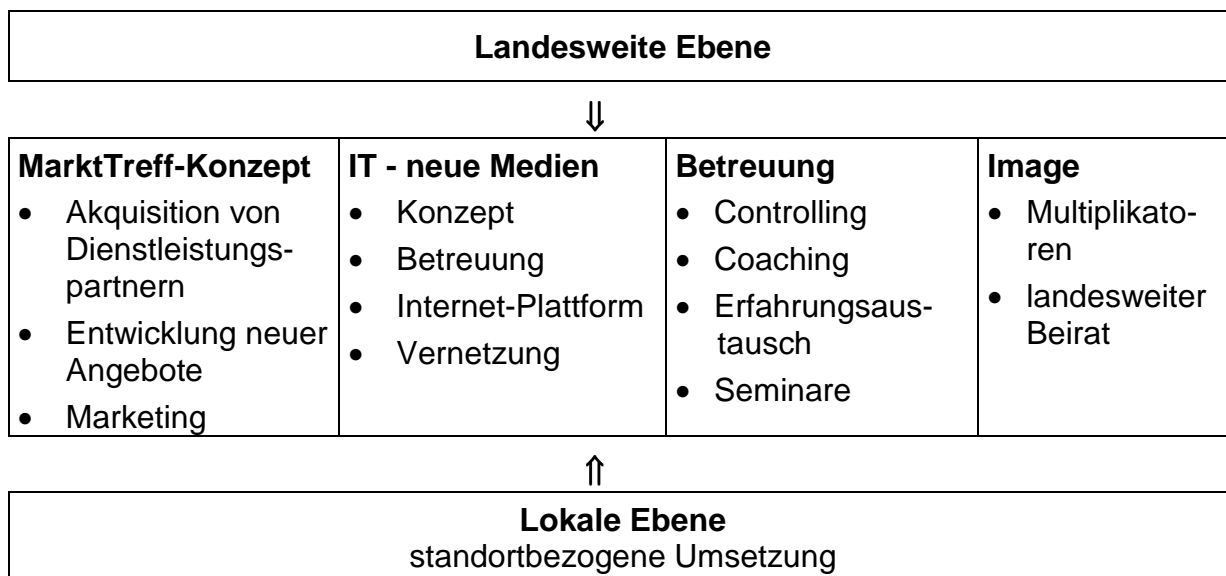 Landesweite Ebene
⇓
MarktTreff-Konzept
• Akquisition von
Dienstleistungs-
partnern
• Entwicklung neuer
Angebote
• Marketing
IT - neue Medien
• Konzept
• Betreuung
• Internet-Plattform
• Vernetzung
Betreuung
• Controlling
• Coaching
• Erfahrungsaus-
tausch
• Seminare
Image
• Multiplikato-
ren
• landesweiter
Beirat
⇑
Lokale Ebene
standortbezogene Umsetzung